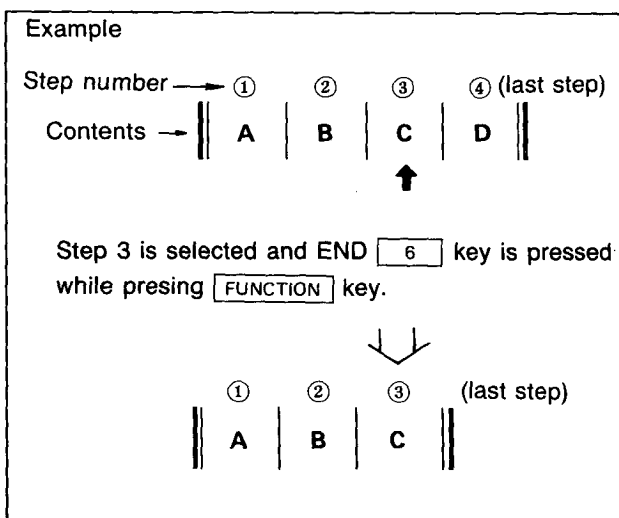 Example
Step number ① ② ③ ④ (last step)
Contents A B C D
Step 3 is selected and END 6 key is pressed
while presing FUNCTION key.
① ② ③ (last step)
A B C